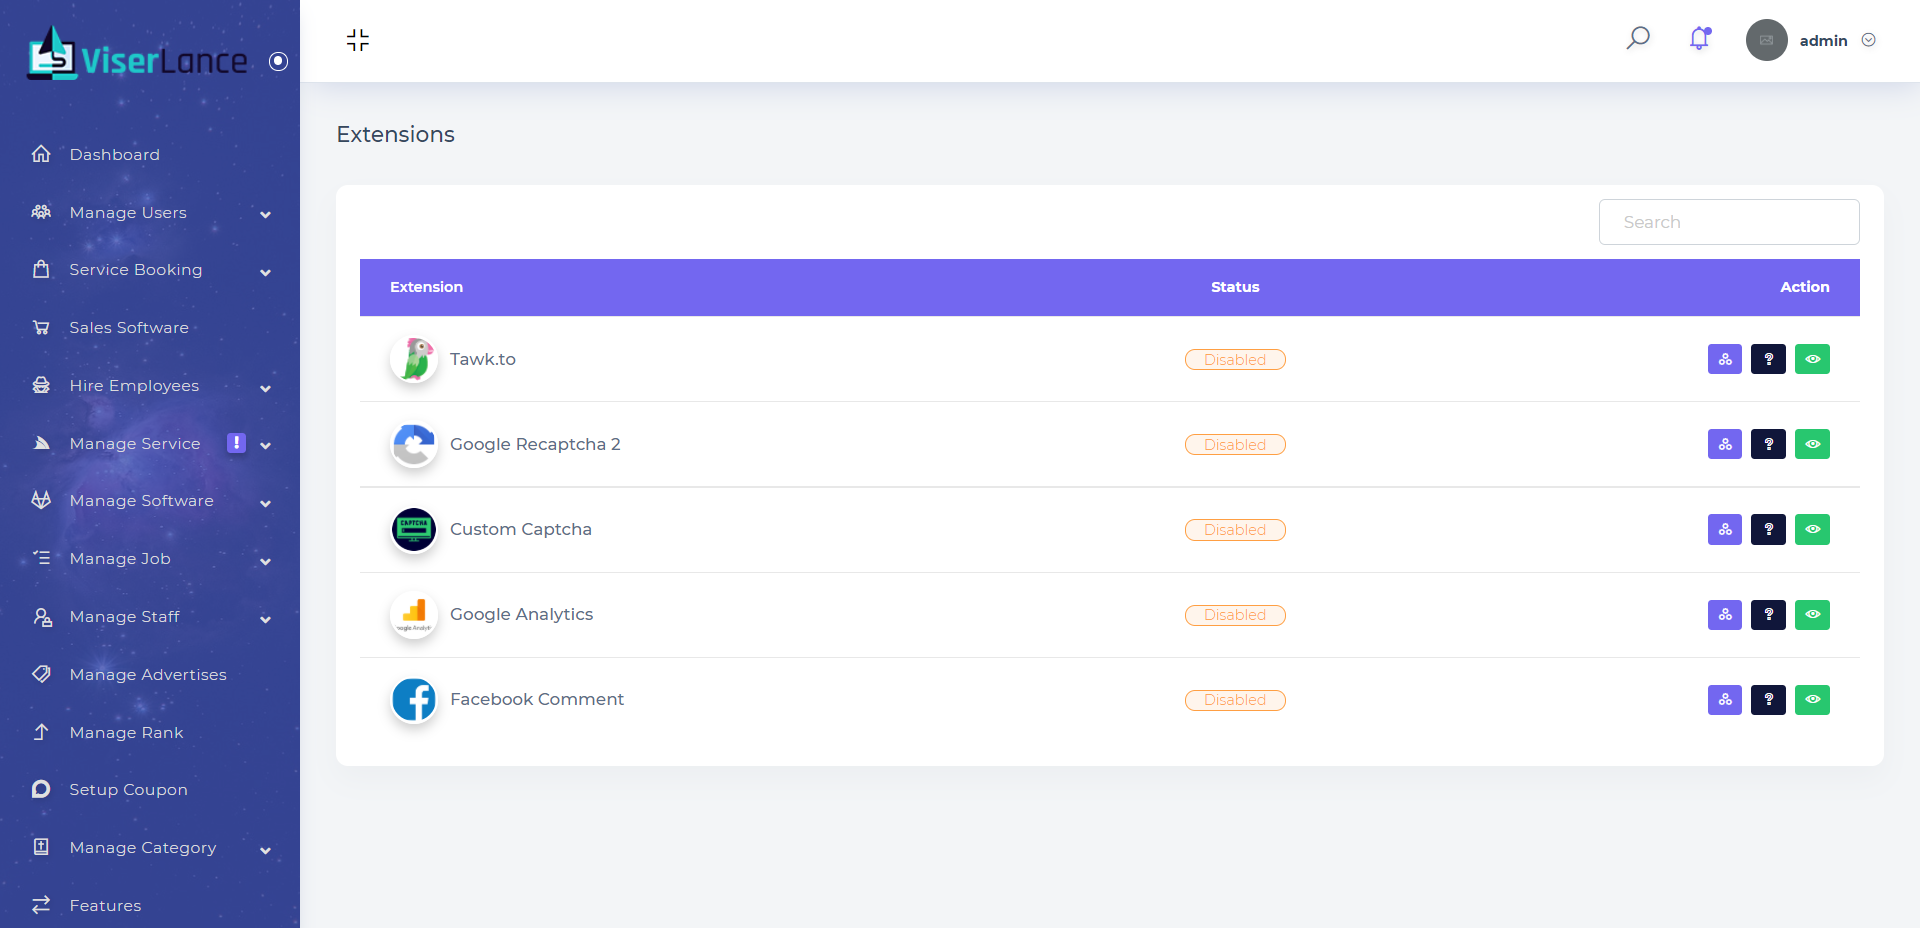 ViserLance
admin
Dashboard
Manage Users
Service Booking
Sales Software
Hire Employees
Manage Service
Manage Software
Manage Job
Manage Staff
Manage Advertises
Manage Rank
Setup Coupon
Manage Category
Features
Extensions
Search
Extension Status Action
Tawk.to Disabled
Google Recaptcha 2 Disabled
CAPTCHA
Custom Captcha Disabled
Google Analytics Disabled
Facebook Comment Disabled